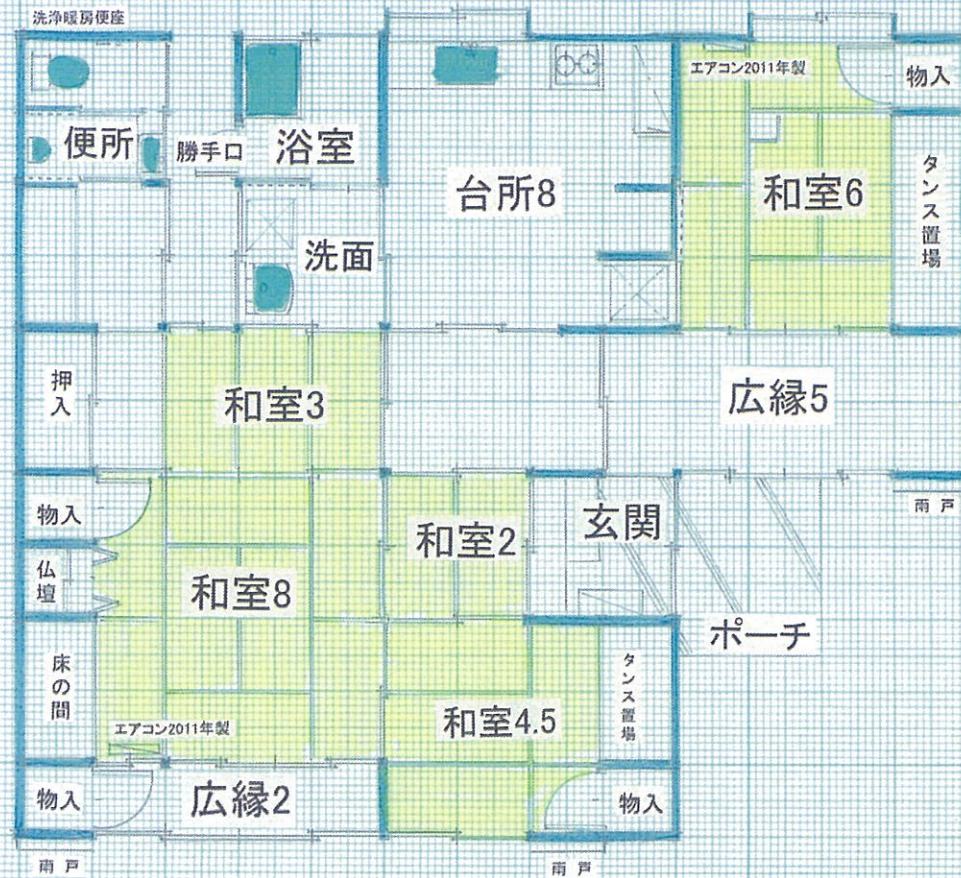 洗浄暖房便座
エアコン2011年製
物入
便所
勝手口
浴室
台所8
和室6
タンス置場
洗面
押入
和室3
広縁5
物入
和室2
玄関
雨戸
仏壇
和室8
ポーチ
床の間
タンス置場
和室4.5
エアコン2011年製
物入
広縁2
物入
雨戸
雨戸